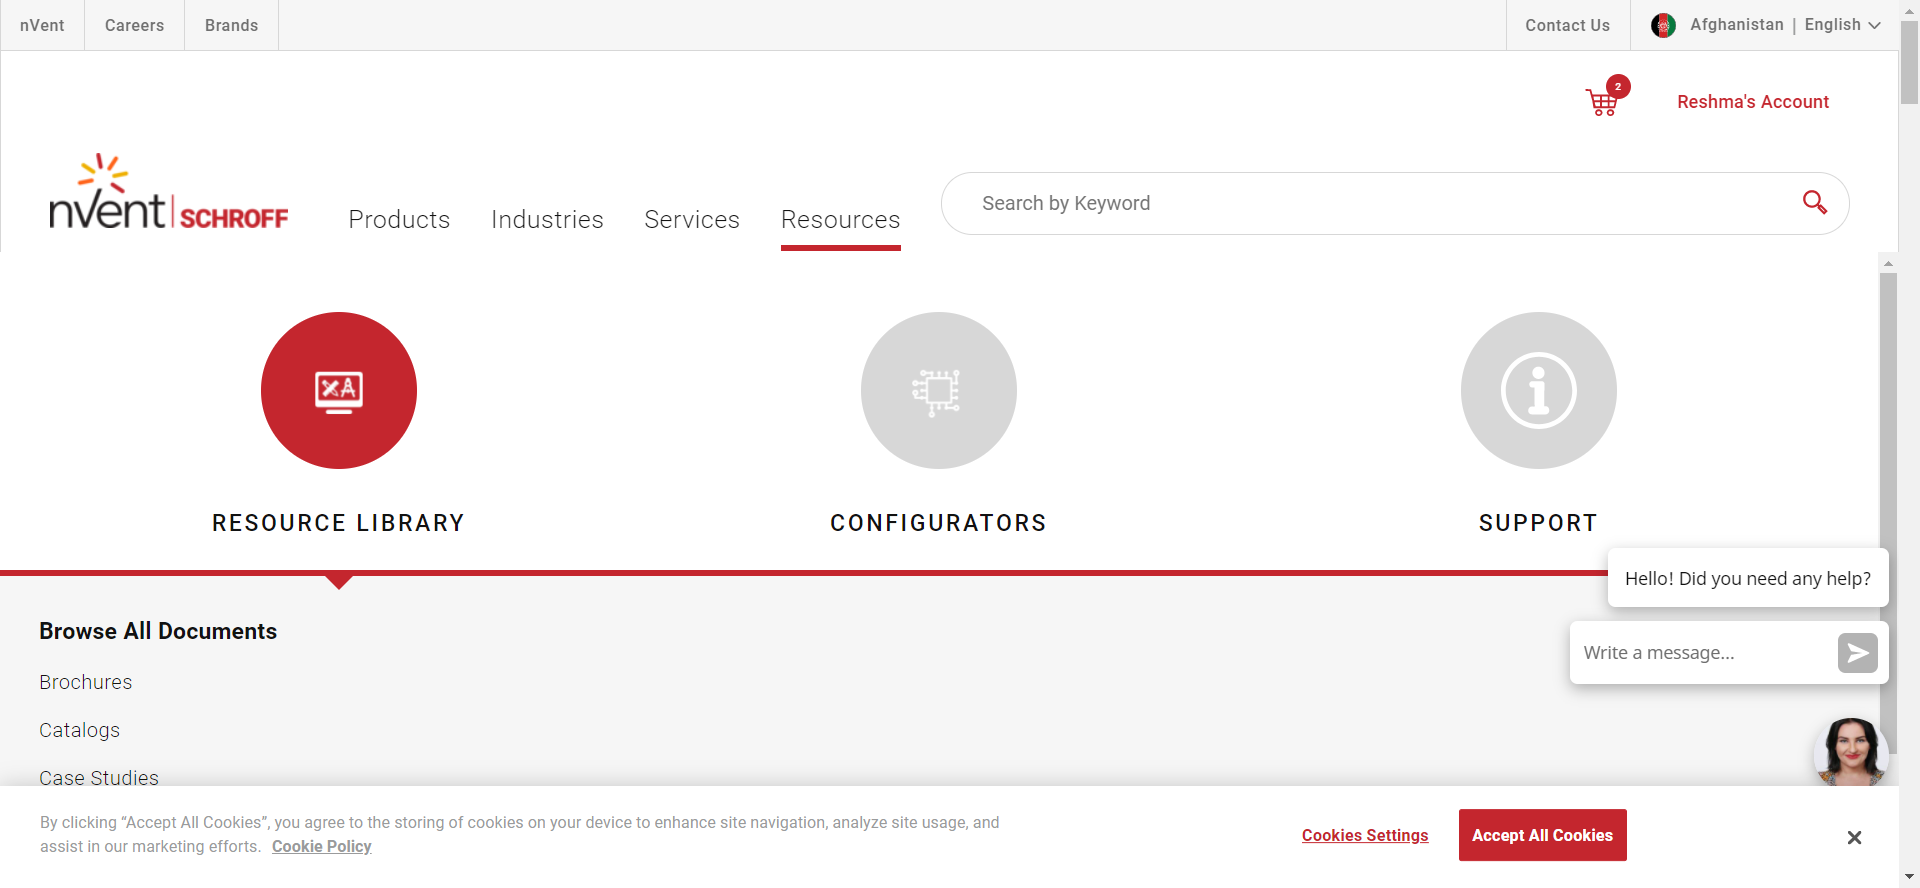 nVent
Careers
Brands
Contact Us
Afghanistan | English
2
Reshma's Account
nVent | SCHROFF
Products
Industries
Services
Resources
Search by Keyword
RESOURCE LIBRARY
CONFIGURATORS
SUPPORT
Hello! Did you need any help?
Write a message...
Browse All Documents
Brochures
Catalogs
Case Studies
By clicking “Accept All Cookies”, you agree to the storing of cookies on your device to enhance site navigation, analyze site usage, and
assist in our marketing efforts. Cookie Policy
Cookies Settings
Accept All Cookies